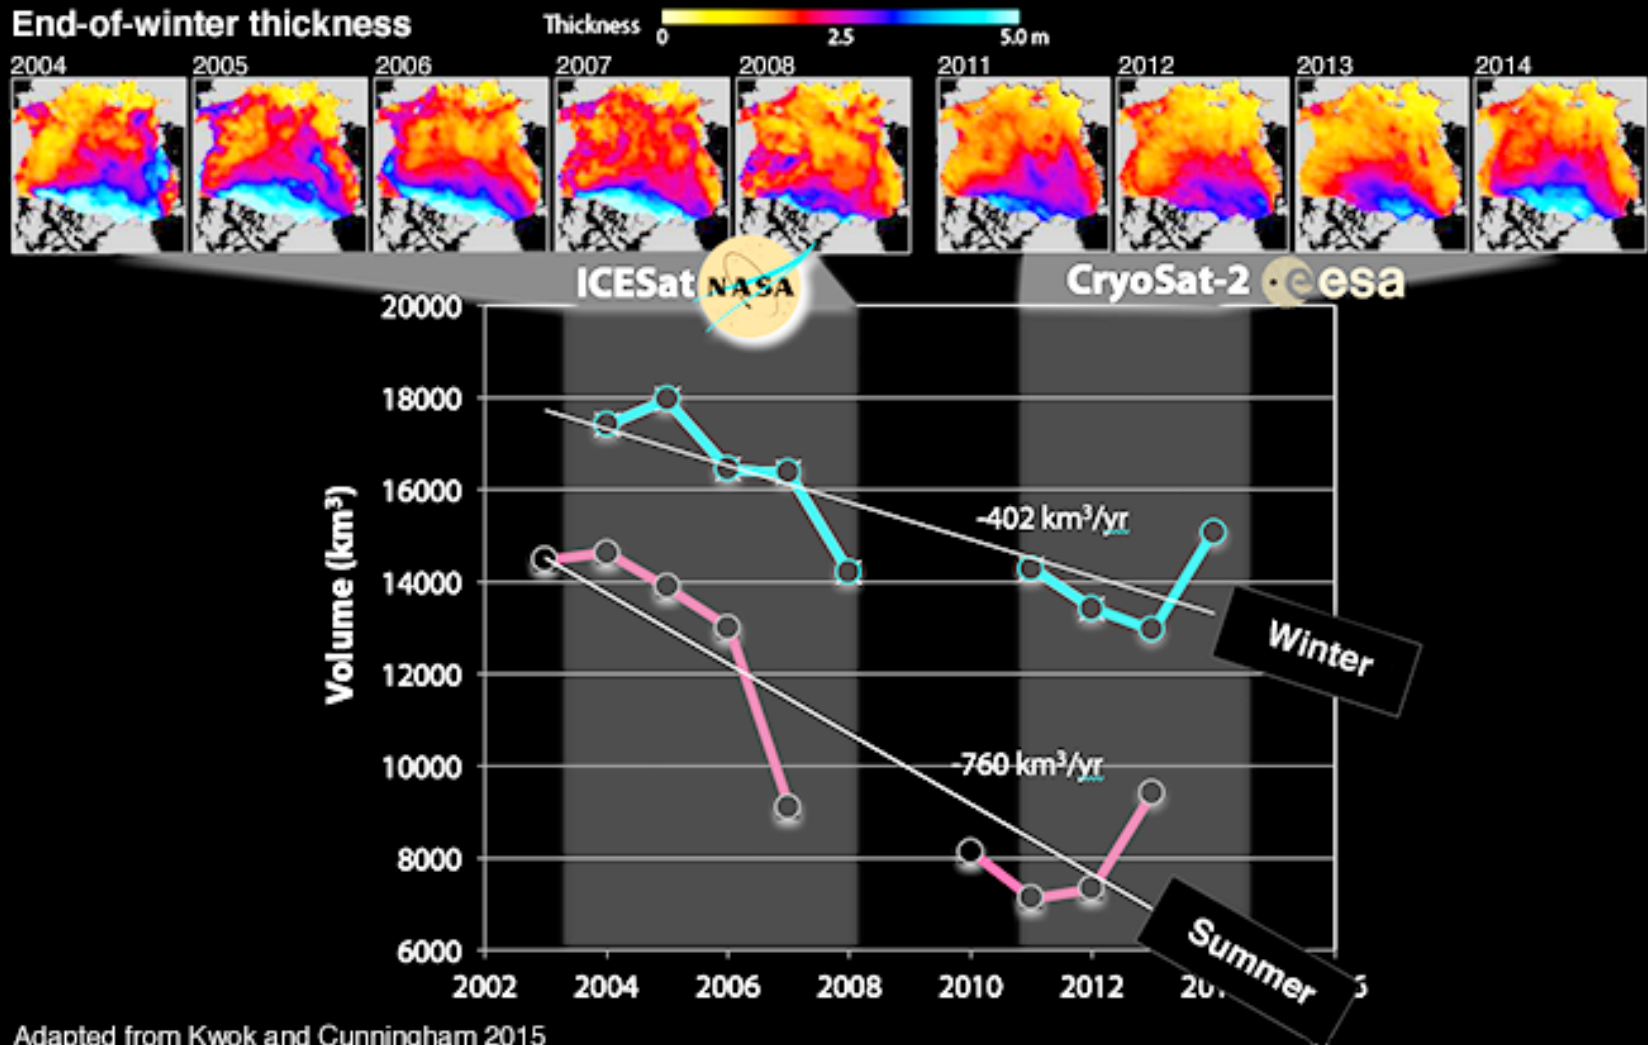 End-of-winter thickness
Thickness
0 2.5 5.0 m
2004 2005 2006 2007 2008 2011 2012 2013 2014
ICESat NASA CryoSat-2 esa
20000
18000
16000
14000
12000
10000
8000
6000
Volume (km³)
-402 km³/yr
Winter
-760 km³/yr
Summer
2002 2004 2006 2008 2010 2012
Adapted from Kwok and Cunningham 2015